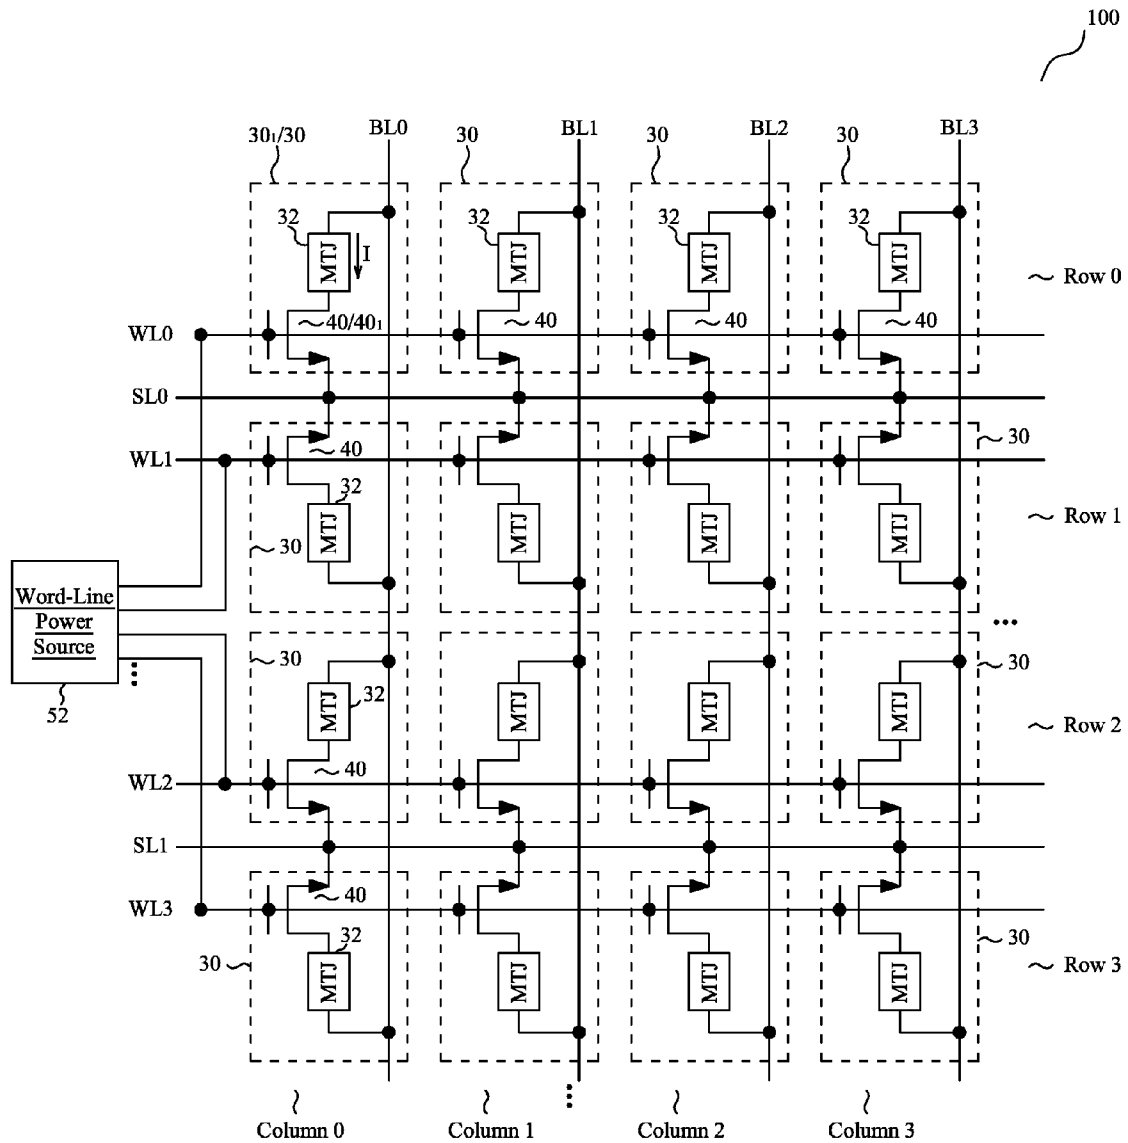 100
30₁/30
BL0
30
BL1
30
BL2
30
BL3
32
MTJ
I
32
MTJ
32
MTJ
32
MTJ
Row 0
40/40₁
40
40
40
WL0
SL0
WL1
40
30
32
MTJ
MTJ
MTJ
MTJ
Row 1
30
Word-Line
Power
Source
52
...
...
30
32
MTJ
MTJ
MTJ
MTJ
30
Row 2
40
WL2
SL1
WL3
40
30
32
MTJ
MTJ
MTJ
MTJ
30
Row 3
...
Column 0
Column 1
Column 2
Column 3